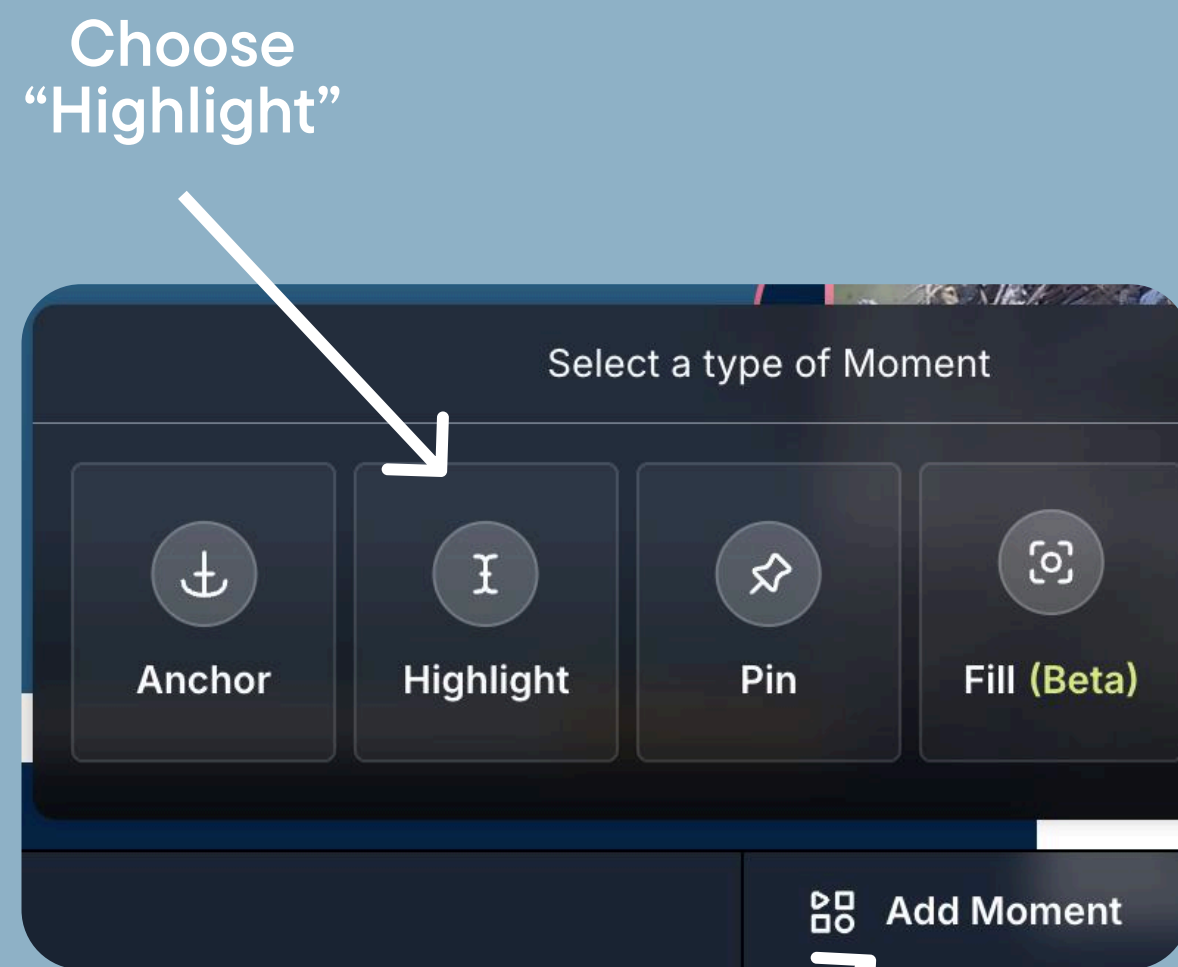 Choose
“Highlight”
Select a type of Moment
Anchor
Highlight
Pin
Fill (Beta)
Add Moment